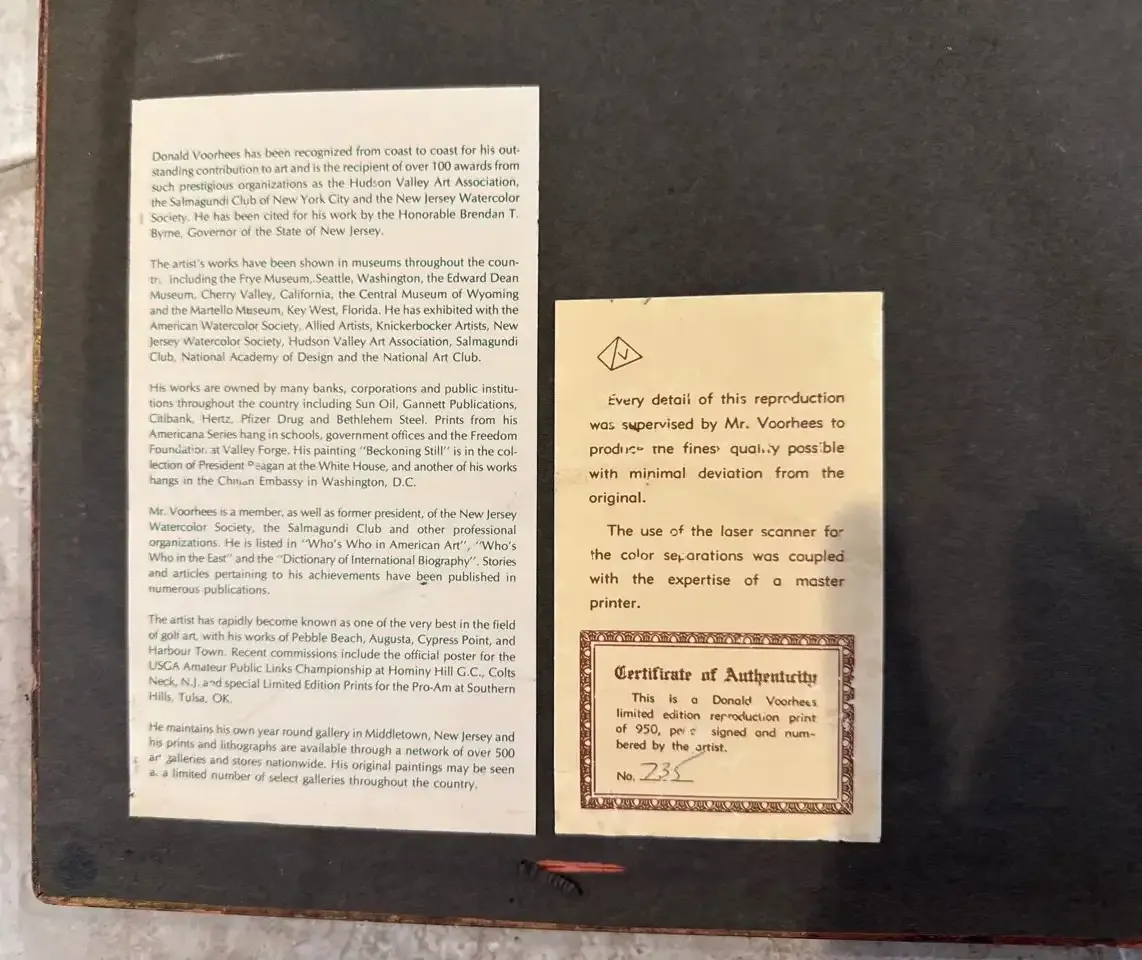 Donald Voorhees has been recognized from coast to coast for his out-
standing contribution to art and is the recipient of over 100 awards from
such prestigious organizations as the Hudson Valley Art Association,
the Salmagundi Club of New York City and the New Jersey Watercolor
Society. He has been cited for his work by the Honorable Brendan T.
Byrne, Governor of the State of New Jersey.
The artist's works have been shown in museums throughout the coun-
including the Frye Museum, Seattle, Washington, the Edward Dean
Museum, Cherry Valley, California, the Central Museum of Wyoming
and the Martello Museum, Key West, Florida. He has exhibited with the
American Watercolor Society, Allied Artists, Knickerbocker Artists, New
Jersey Watercolor Society, Hudson Valley Art Association, Salmagundi
Club, National Academy of Design and the National Art Club.
His works are owned by many banks, corporations and public institu-
tions throughout the country including Sun Oil, Gannett Publications,
Citibank, Hertz, Pfizer Drug and Bethlehem Steel. Prints from his
Americana Series hang in schools, government offices and the Freedom
Foundation at Valley Forge. His painting "Beckoning Still" is in the col-
lection of President Reagan at the White House, and another of his works
hangs in the Embassy in Washington, D.C.
Mr. Voorhees is a member, as well as former president, of the New Jersey
Watercolor Society, the Salmagundi Club and other professional
organizations. He is listed in "Who's Who in American Art", "Who's
Who in the East" and the "Dictionary of International Biography". Stories
and articles pertaining to his achievements have been published in
numerous publications.
The artist has rapidly become known as one of the very best in the field
of golf art, with his works of Pebble Beach, Augusta, Cypress Point, and
Harbour Town. Recent commissions include the official poster for the
USGA Amateur Public Links Championship at Hominy Hill G.C., Colts
Neck, N.J. and special Limited Edition Prints for the Pro-Am at Southern
Hills, Tulsa, OK.
He maintains his own year round gallery in Middletown, New Jersey and
his prints and lithographs are available through a network of over 500
art galleries and stores nationwide. His original paintings may be seen
a limited number of select galleries throughout the country.
V
Every detail of this reproduction
was supervised by Mr. Voorhees to
produce the finest quality possible
with minimal deviation from the
original.
The use of the laser scanner for
the color separations was coupled
with the expertise of a master
printer.
Certificate of Authenticity
This is a Donald Voorhees
limited edition reproduction print
of 950, signed and num-
bered by the artist.
No. 235